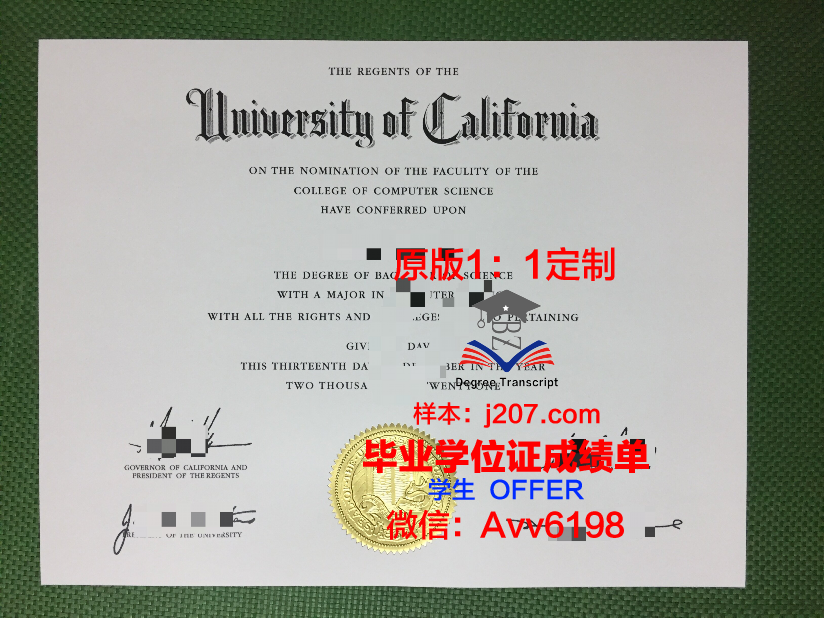 THE REGENTS OF THE
University of California
ON THE NOMINATION OF THE FACULITY OF THE
COLLEGE OF COMPUTER SCIENCE
HAVE CONFERRED UPON
原版1：1定制
THE DEGREE OF SCIENCE
WITH A MAJOR IN
WITH ALL THE RIGHTS AND PERTAINING
BZ
DAY
THIS THIRTEENTH IN THE YEAR
TWO
Degree Transcript
样本：j207.com
毕业学位证成绩单
GOVERNOR OF CALIFORNIA AND
PRESIDENT OF THE REGENTS
学生 OFFER
微信：Avv6198
OF THE UNIVERSITY